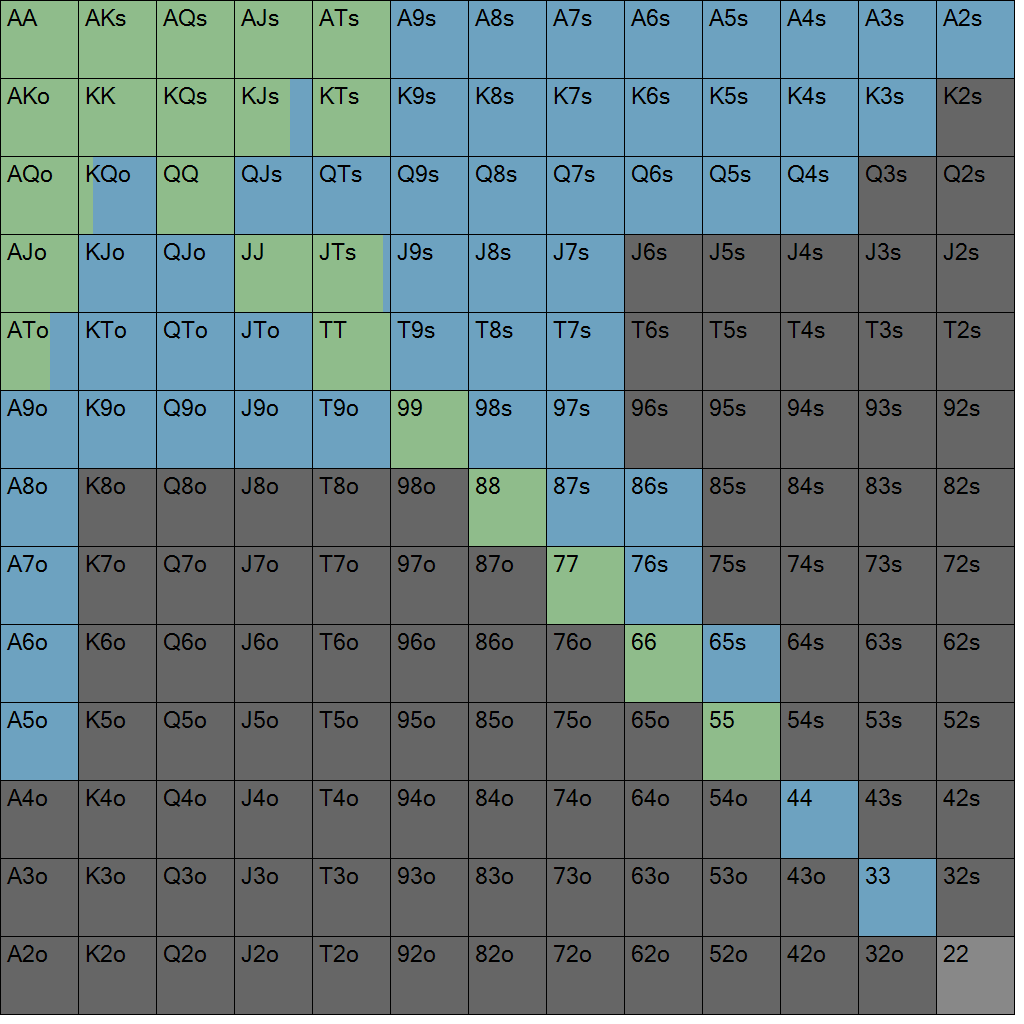 AA AKs AQs AJs ATs A9s A8s A7s A6s A5s A4s A3s A2s
AKo KK KQs KJs KTs K9s K8s K7s K6s K5s K4s K3s K2s
AQo KQo QQ QJs QTs Q9s Q8s Q7s Q6s Q5s Q4s Q3s Q2s
AJo KJo QJo JJ JTs J9s J8s J7s J6s J5s J4s J3s J2s
ATo KTo QTo JTo TT T9s T8s T7s T6s T5s T4s T3s T2s
A9o K9o Q9o J9o T9o 99 98s 97s 96s 95s 94s 93s 92s
A8o K8o Q8o J8o T8o 98o 88 87s 86s 85s 84s 83s 82s
A7o K7o Q7o J7o T7o 97o 87o 77 76s 75s 74s 73s 72s
A6o K6o Q6o J6o T6o 96o 86o 76o 66 65s 64s 63s 62s
A5o K5o Q5o J5o T5o 95o 85o 75o 65o 55 54s 53s 52s
A4o K4o Q4o J4o T4o 94o 84o 74o 64o 54o 44 43s 42s
A3o K3o Q3o J3o T3o 93o 83o 73o 63o 53o 43o 33 32s
A2o K2o Q2o J2o T2o 92o 82o 72o 62o 52o 42o 32o 22